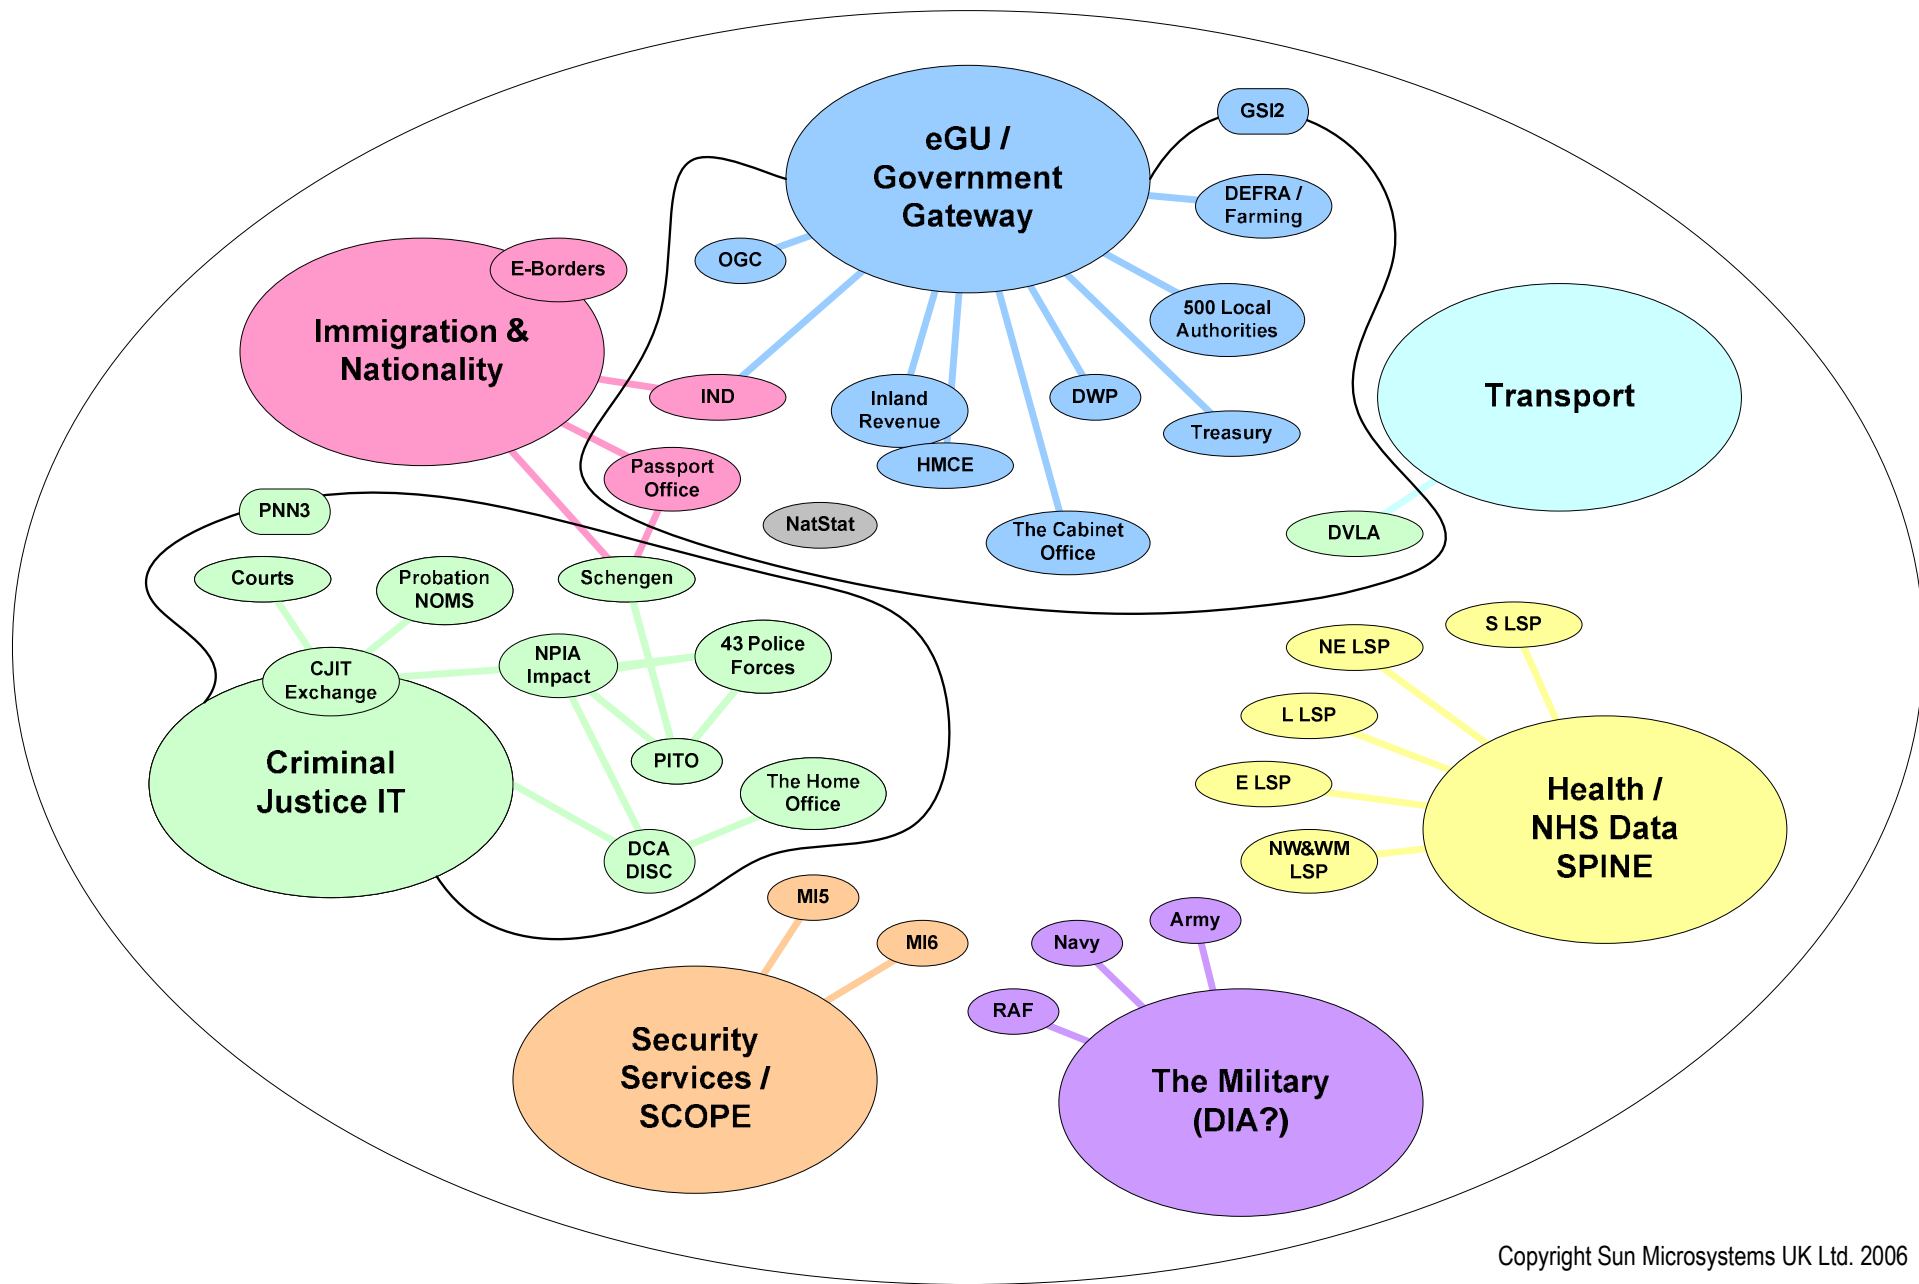 eGU /
Government
Gateway
GSI2
DEFRA /
Farming
OGC
E-Borders
Immigration &
Nationality
500 Local
Authorities
Transport
IND
Inland
Revenue
DWP
HMCE
Treasury
Passport
Office
PNN3
NatStat
The Cabinet
Office
DVLA
Courts
Probation
NOMS
Schengen
S LSP
NE LSP
CJIT
Exchange
NPIA
Impact
43 Police
Forces
L LSP
PITO
Criminal
Justice IT
The Home
Office
E LSP
Health /
NHS Data
SPINE
DCA
DISC
NW&WM
LSP
MI5
MI6
Navy
Army
RAF
Security
Services /
SCOPE
The Military
(DIA?)
Copyright Sun Microsystems UK Ltd. 2006